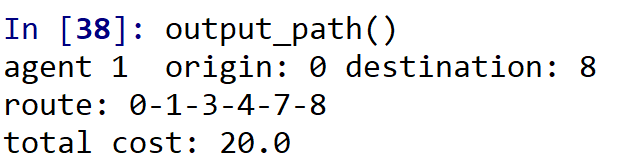 In [38]: output_path()
agent 1  origin: 0 destination: 8
route: 0-1-3-4-7-8
total cost: 20.0